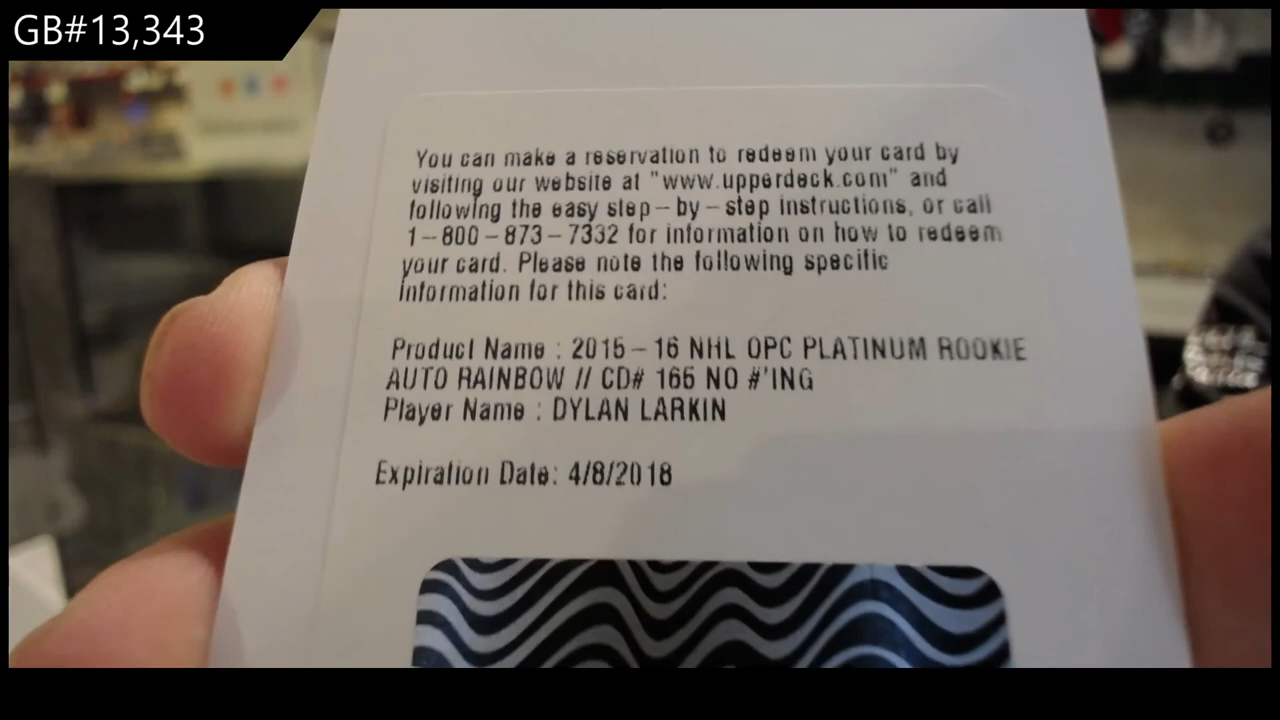 GB#13,343
You can make a reservation to redeem your card by
visiting our website at "www.upperdeck.com" and
following the easy step-by-step instructions, or call
1-800-873-7332 for information on how to redeem
your card. Please note the following specific
information for this card:
Product Name : 2015-16 NHL OPC PLATINUM ROOKIE
AUTO RAINBOW // CD# 165 NO #'ING
Player Name : DYLAN LARKIN
Expiration Date: 4/8/2018